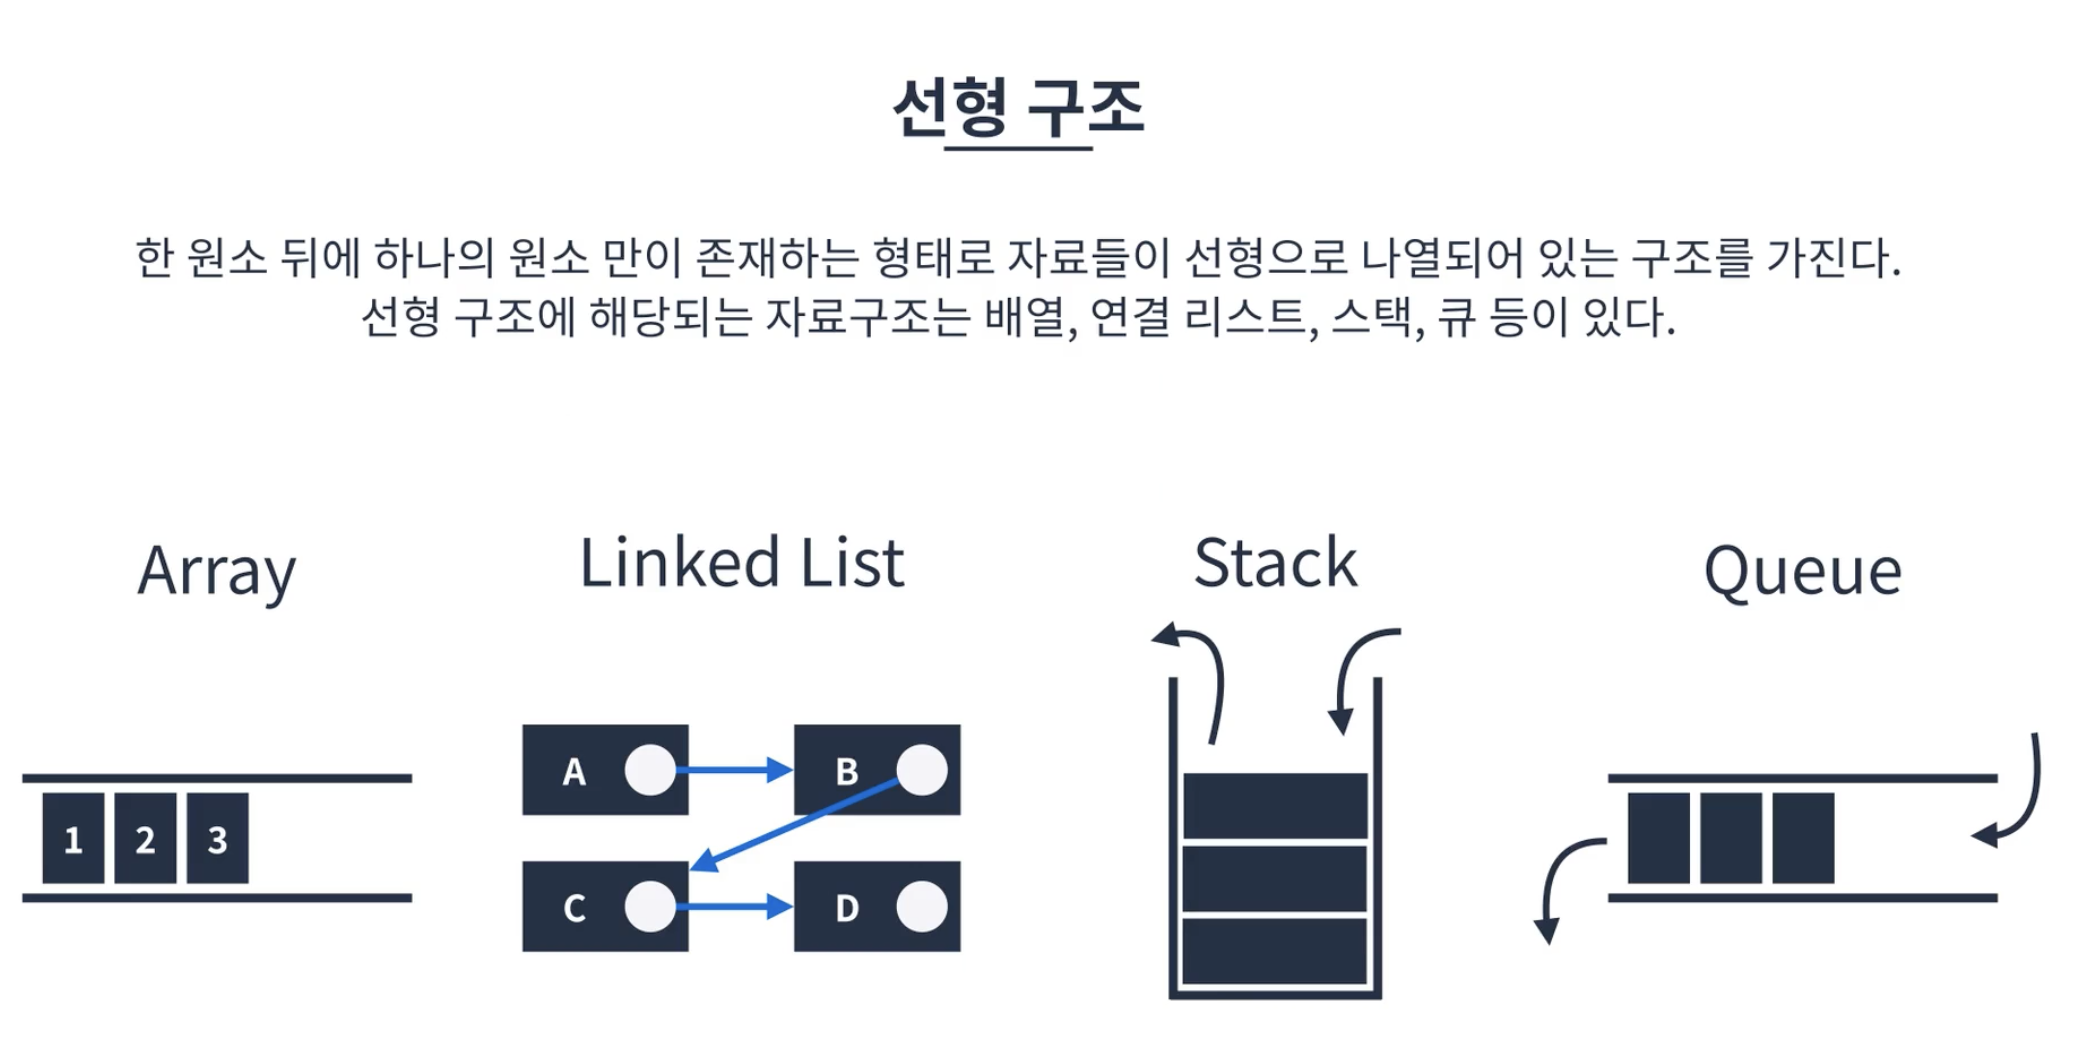 선형 구조
한 원소 뒤에 하나의 원소 만이 존재하는 형태로 자료들이 선형으로 나열되어 있는 구조를 가진다.
선형 구조에 해당되는 자료구조는 배열, 연결 리스트, 스택, 큐 등이 있다.
Array
Linked List
Stack
Queue
1 2 3
A
B
C
D